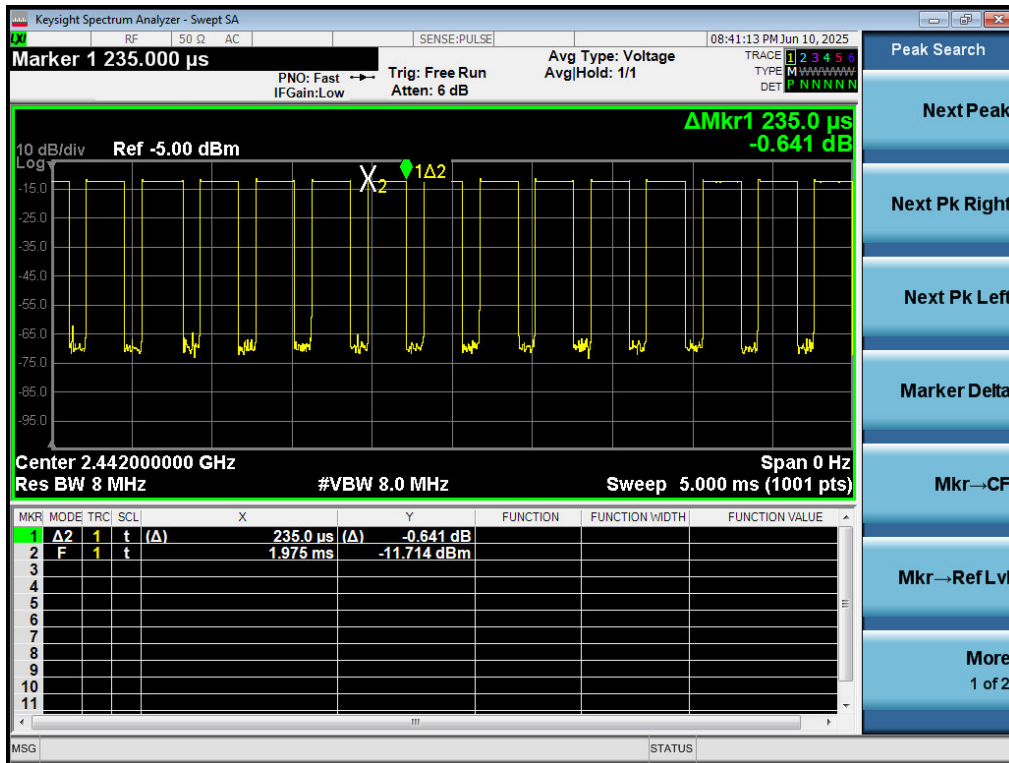 Keysight Spectrum Analyzer - Swept SA
LXI RF 50 Ω AC SENSE:PULSE 08:41:13 PM Jun 10, 2025
Marker 1 235.000 µs
PNO: Fast
IFGain:Low
Trig: Free Run
Atten: 6 dB
Avg Type: Voltage
Avg|Hold: 1/1
TRACE 1 2 3 4 5 6
TYPE M W W W W W
DET P N N N N N
ΔMkr1 235.0 µs
-0.641 dB
10 dB/div Ref -5.00 dBm
Log
X2 1Δ2
-15.0
-25.0
-35.0
-45.0
-55.0
-65.0
-75.0
-85.0
-95.0
Center 2.442000000 GHz Span 0 Hz
Res BW 8 MHz #VBW 8.0 MHz Sweep 5.000 ms (1001 pts)
MKR MODE TRC SCL X Y FUNCTION FUNCTION WIDTH FUNCTION VALUE
1 Δ2 1 t (Δ) 235.0 µs (Δ) -0.641 dB
2 F 1 t 1.975 ms -11.714 dBm
3
4
5
6
7
8
9
10
11
MSG STATUS
Peak Search
Next Peak
Next Pk Right
Next Pk Left
Marker Delta
Mkr→CF
Mkr→Ref Lvl
More
1 of 2